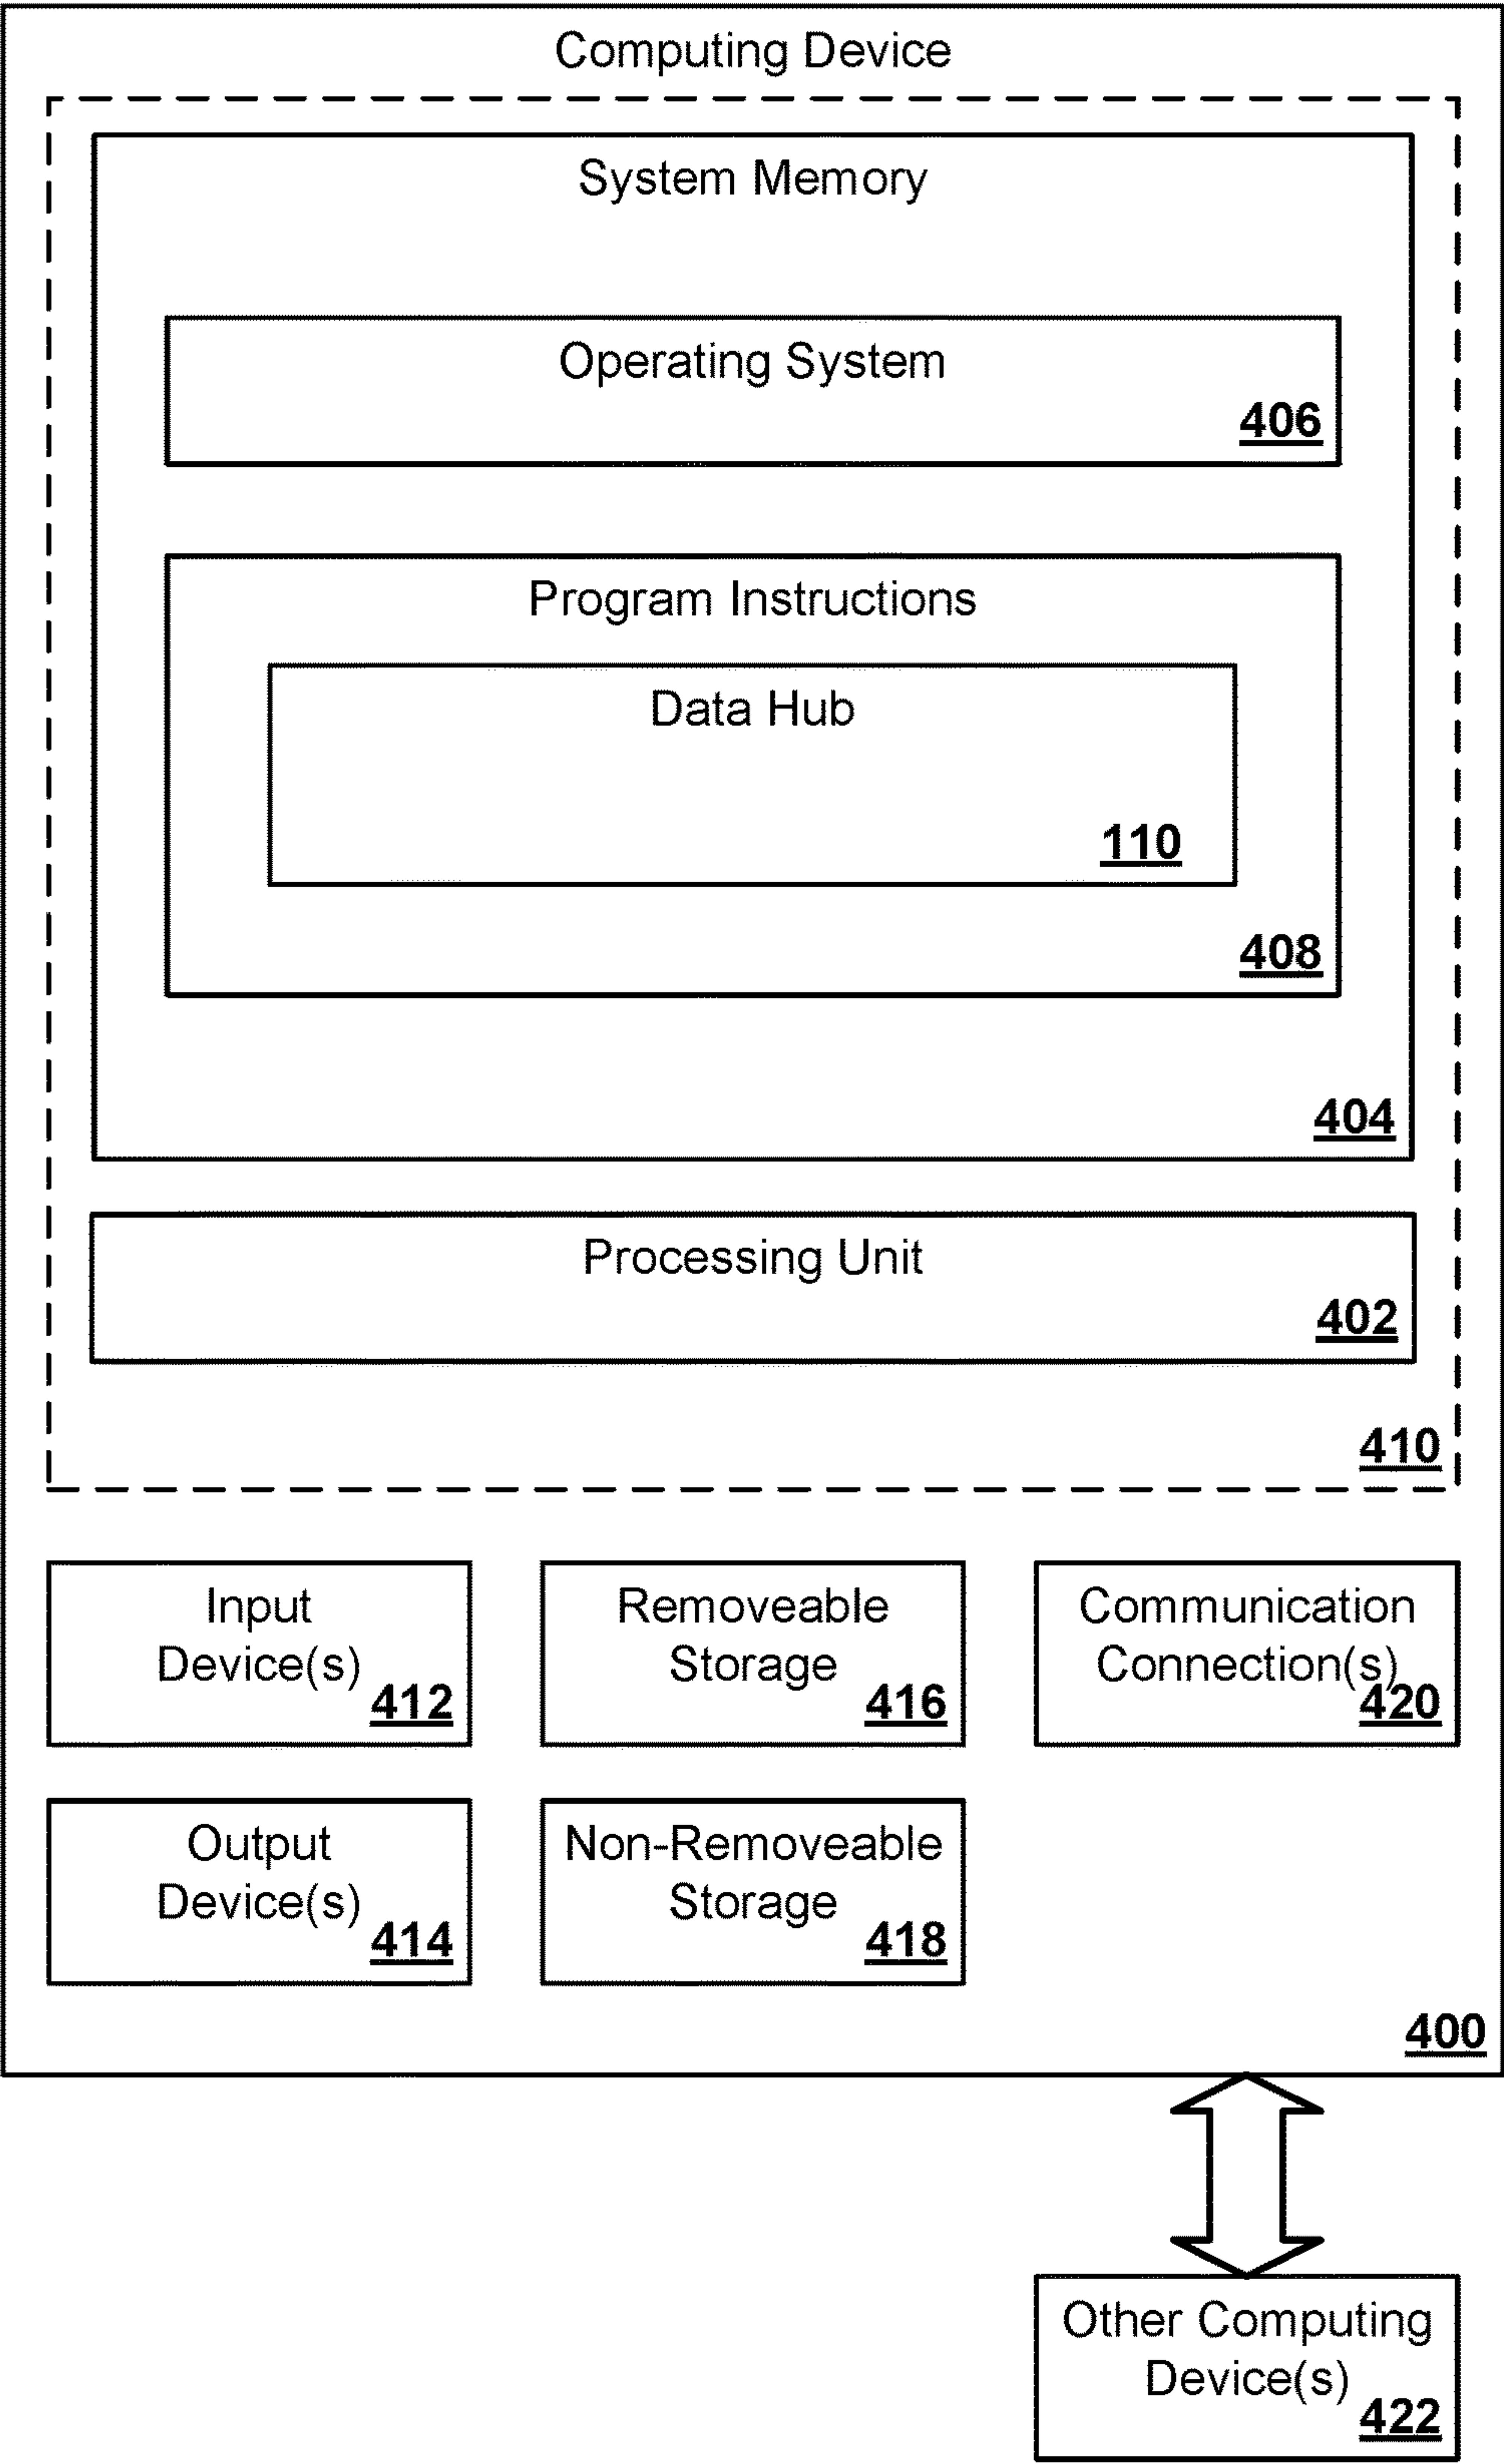 Computing Device
System Memory
Operating System
406
Program Instructions
Data Hub
110
408
404
Processing Unit
402
410
Input
Device(s)
412
Removeable
Storage
416
Communication
Connection(s)
420
Output
Device(s)
414
Non-Removeable
Storage
418
400
Other Computing
Device(s)
422